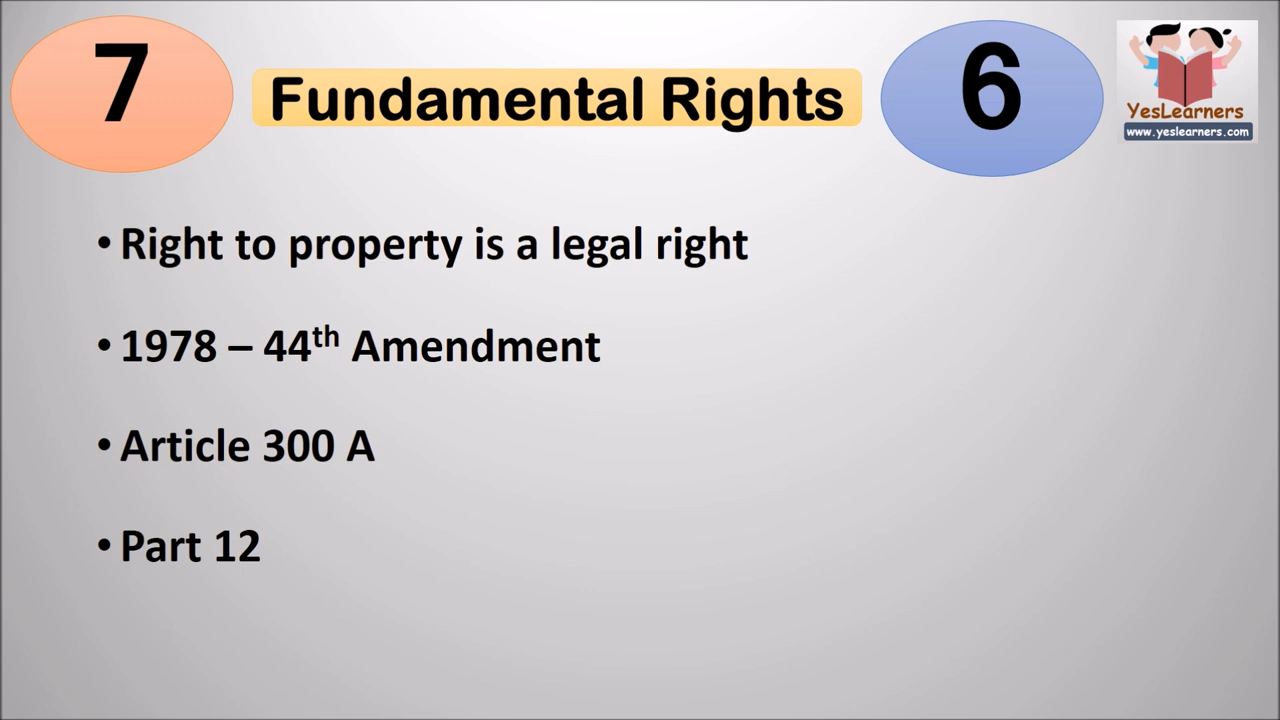 7
Fundamental Rights
6
YesLearners
www.yeslearners.com
• Right to property is a legal right
• 1978 – 44th Amendment
• Article 300 A
• Part 12